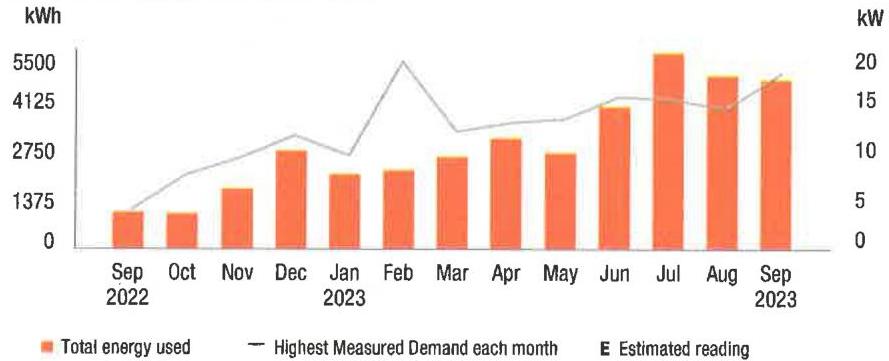 kWh kW
5500 20
4125 15
2750 10
1375 5
0 0
Sep Oct Nov Dec Jan Feb Mar Apr May Jun Jul Aug Sep
2022 2023 2023
Total energy used — Highest Measured Demand each month E Estimated reading